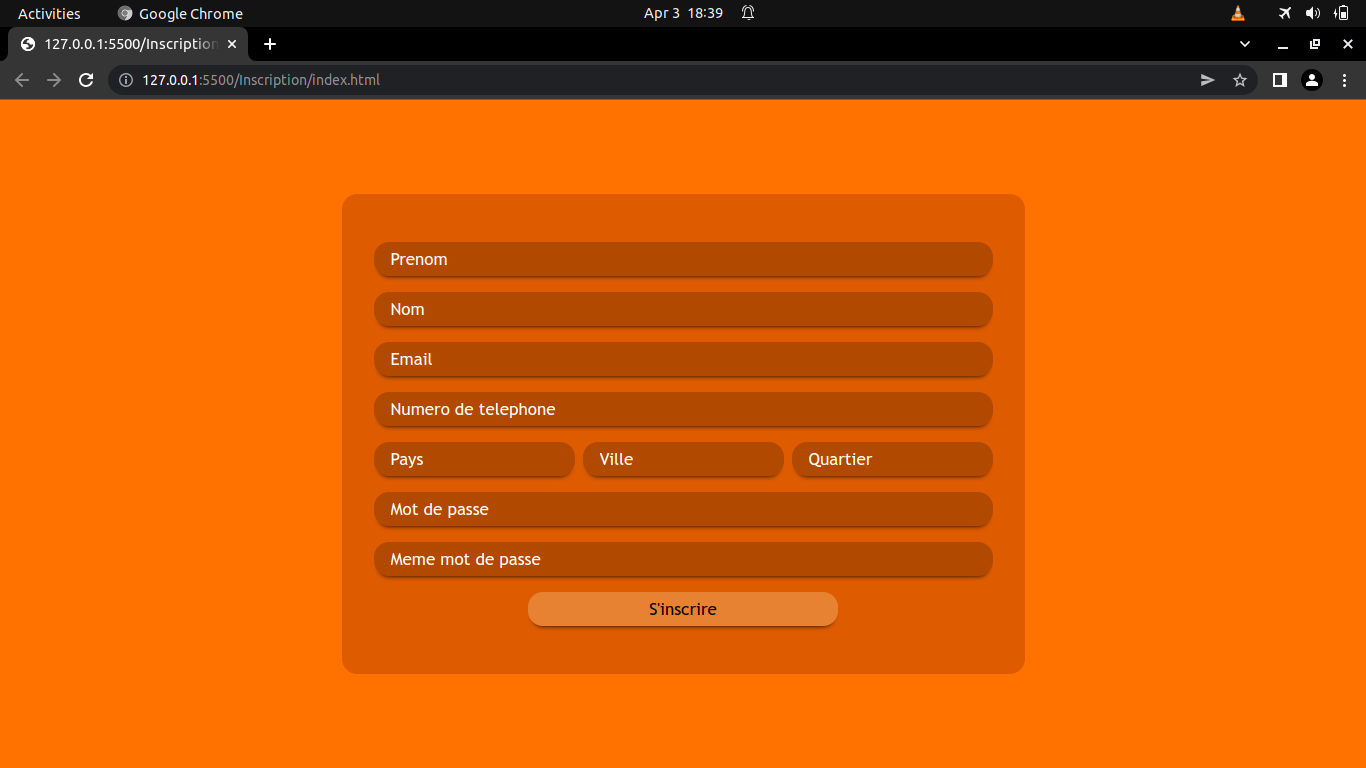 Activities Google Chrome Apr 3 18:39
127.0.0.1:5500/Inscription
127.0.0.1:5500/Inscription/index.html
Prenom
Nom
Email
Numero de telephone
Pays Ville Quartier
Mot de passe
Meme mot de passe
S'inscrire